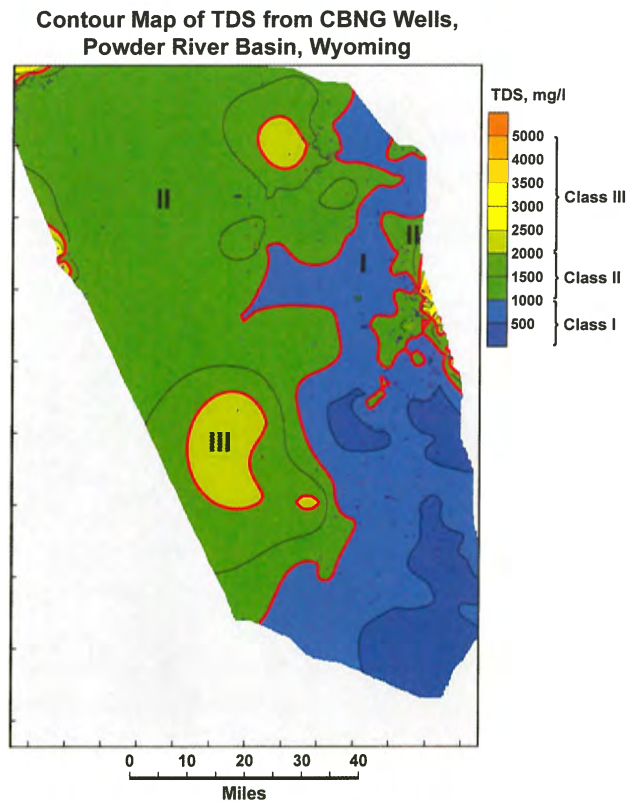 Contour Map of TDS from CBNG Wells,
Powder River Basin, Wyoming
TDS, mg/l
5000
4000
3500
3000
2500
2000
1500
1000
500
Class III
Class II
Class I
II
II
I
III
0 10 20 30 40
Miles